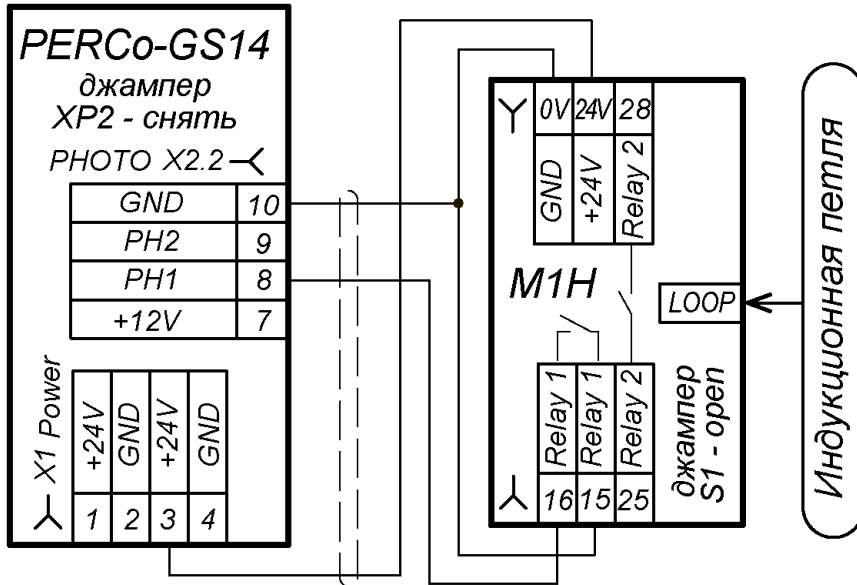 PERCo-GS14
джампер
XP2 - снять
PHOTO X2.2
GND 10
PH2 9
PH1 8
+12V 7
X1 Power
+24V GND +24V GND
1 2 3 4
0V 24V 28
GND +24V Relay 2
M1H
LOOP
Relay 1 Relay 1 Relay 2
16 15 25
джампер
S1 - open
Индукционная петля